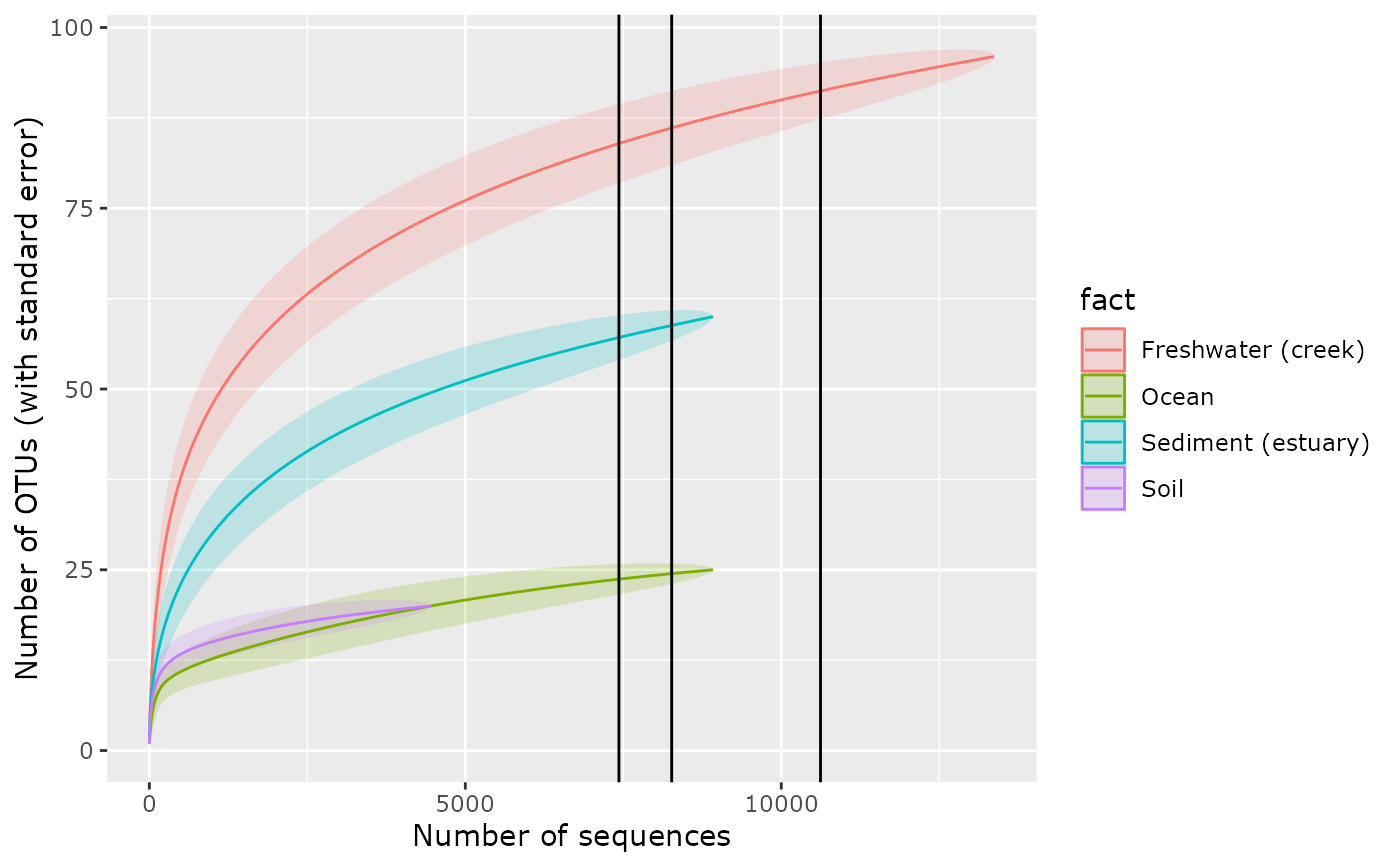 100
75
50
25
0
Number of OTUs (with standard error)
0 5000 10000
Number of sequences
fact
Freshwater (creek)
Ocean
Sediment (estuary)
Soil